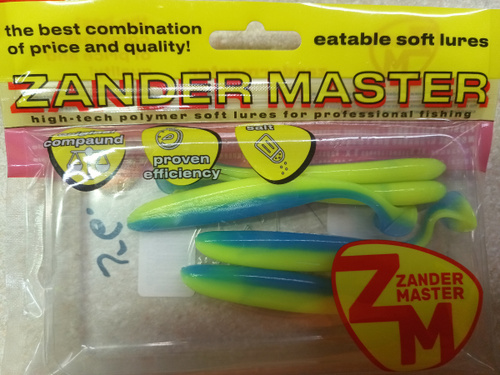 the best combination
of price and quality!
eatable soft lures
ZANDER MASTER
high-tech polymer soft lures for professional fishing
compaund
proven
efficiency
salt
ZM
ZANDER
MASTER